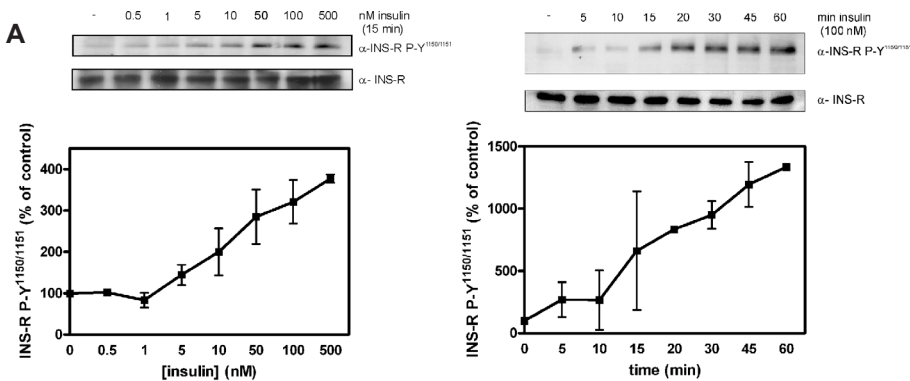 A
- 0.5 1 5 10 50 100 500 nM insulin
(15 min)
α-INS-R P-Y1150/1151
α- INS-R
INS-R P-Y1150/1151 (% of control)
400
300
200
100
0
0 0.5 1 5 10 50 100 500
[insulin] (nM)
- 5 10 15 20 30 45 60 min insulin
(100 nM)
α-INS-R P-Y1150/115
α- INS-R
INS-R P-Y1150/1151 (% of control)
1500
1000
500
0
0 5 10 15 20 30 45 60
time (min)